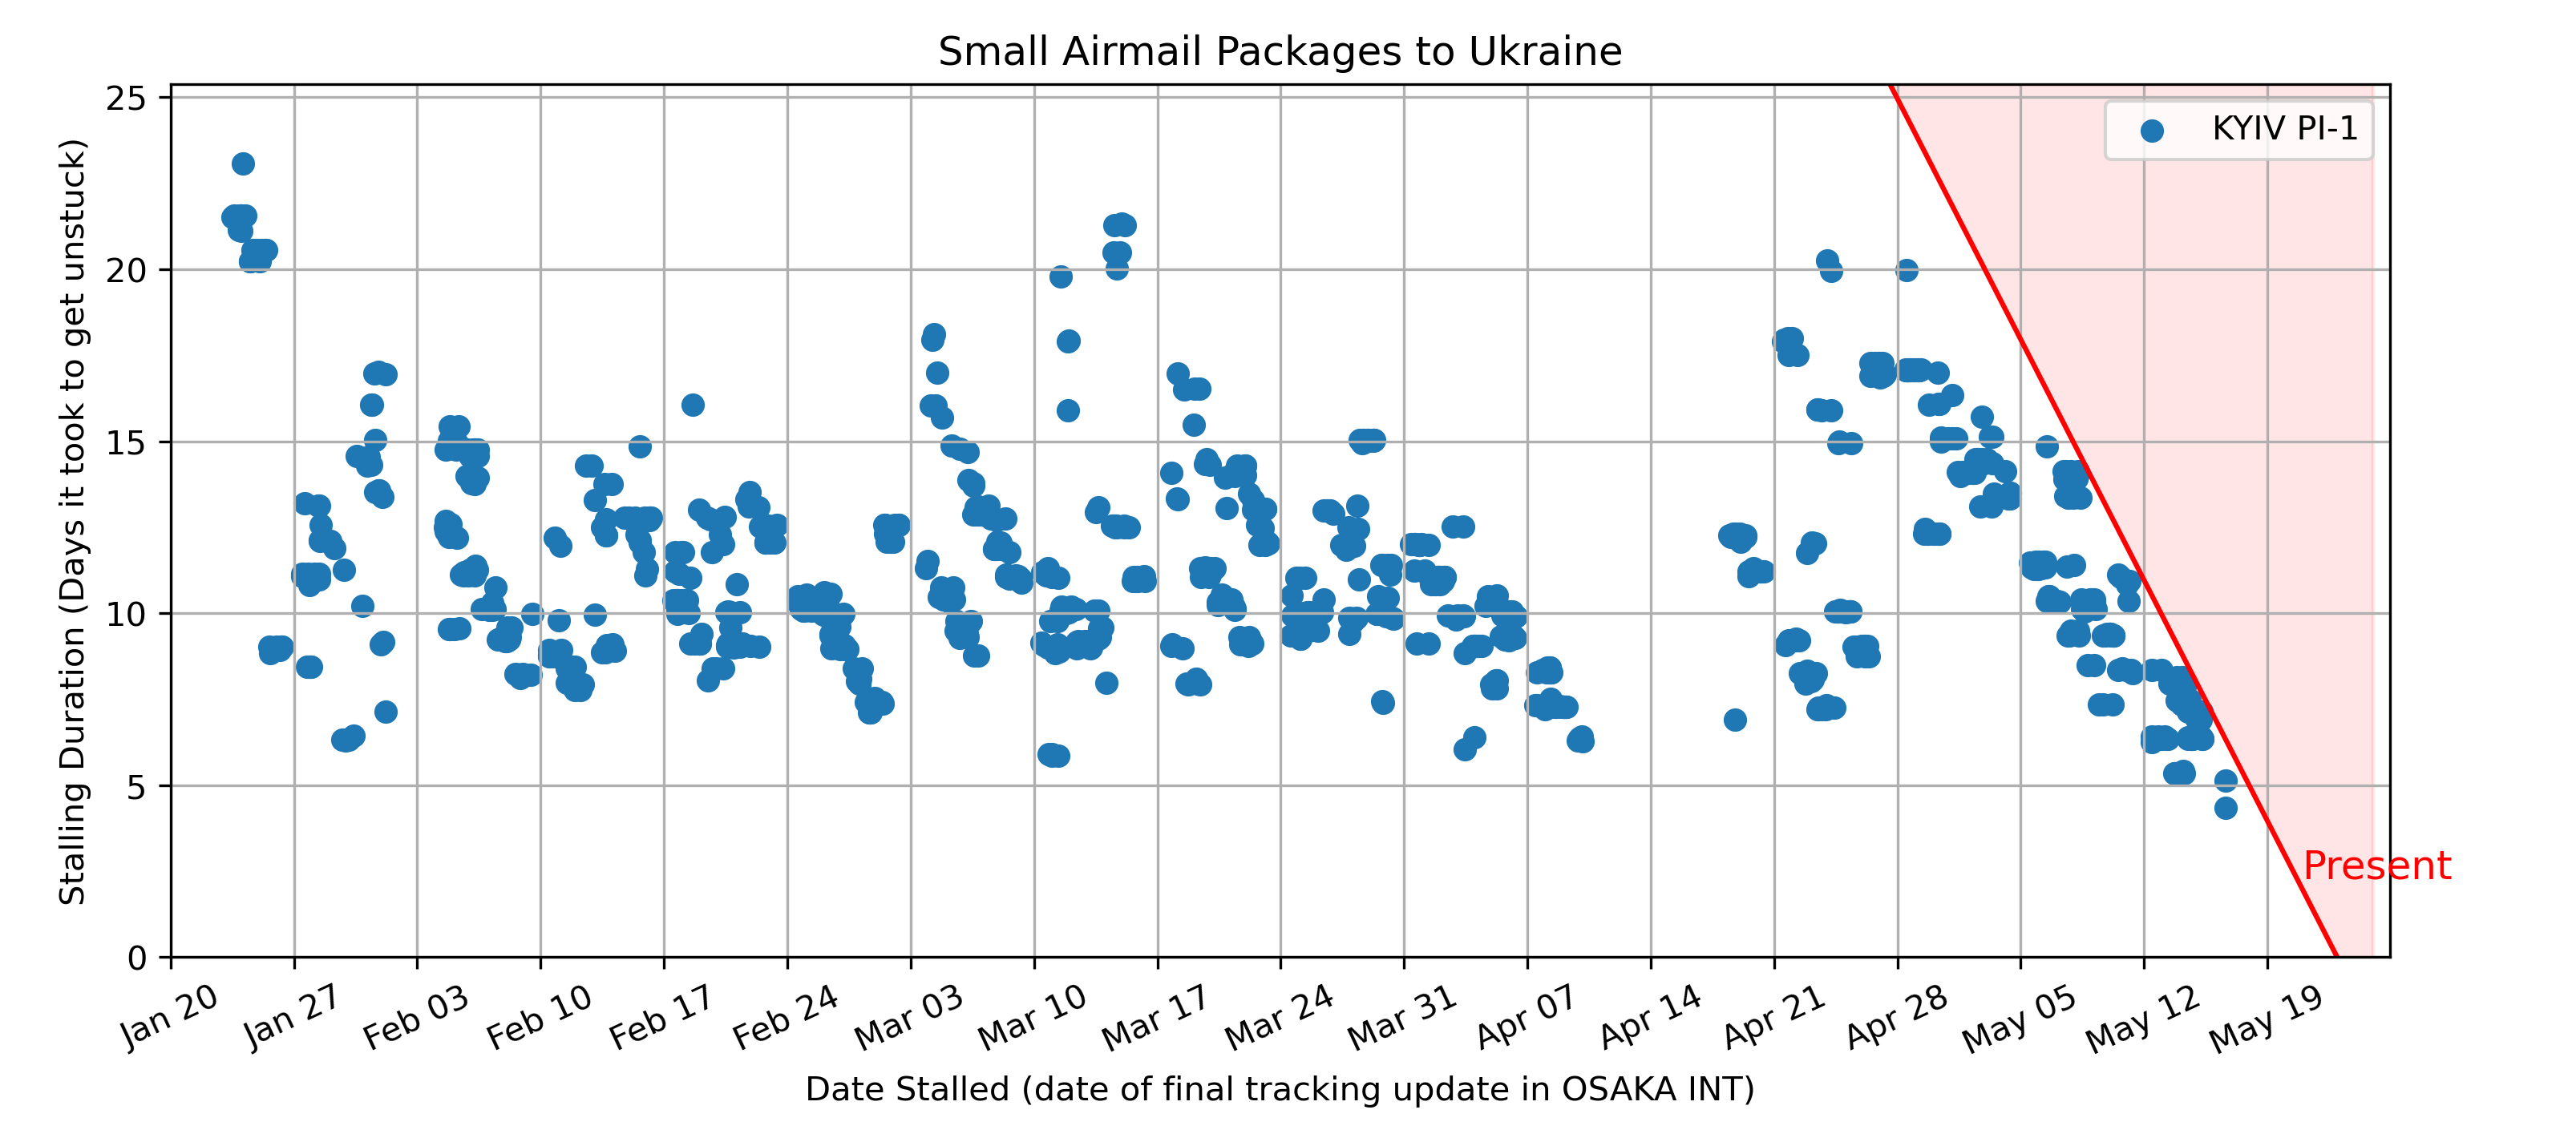 Small Airmail Packages to Ukraine
KYIV PI-1
Stalling Duration (Days it took to get unstuck)
25
20
15
10
5
0
Present
Jan 20
Jan 27
Feb 03
Feb 10
Feb 17
Feb 24
Mar 03
Mar 10
Mar 17
Mar 24
Mar 31
Apr 07
Apr 14
Apr 21
Apr 28
May 05
May 12
May 19
Date Stalled (date of final tracking update in OSAKA INT)